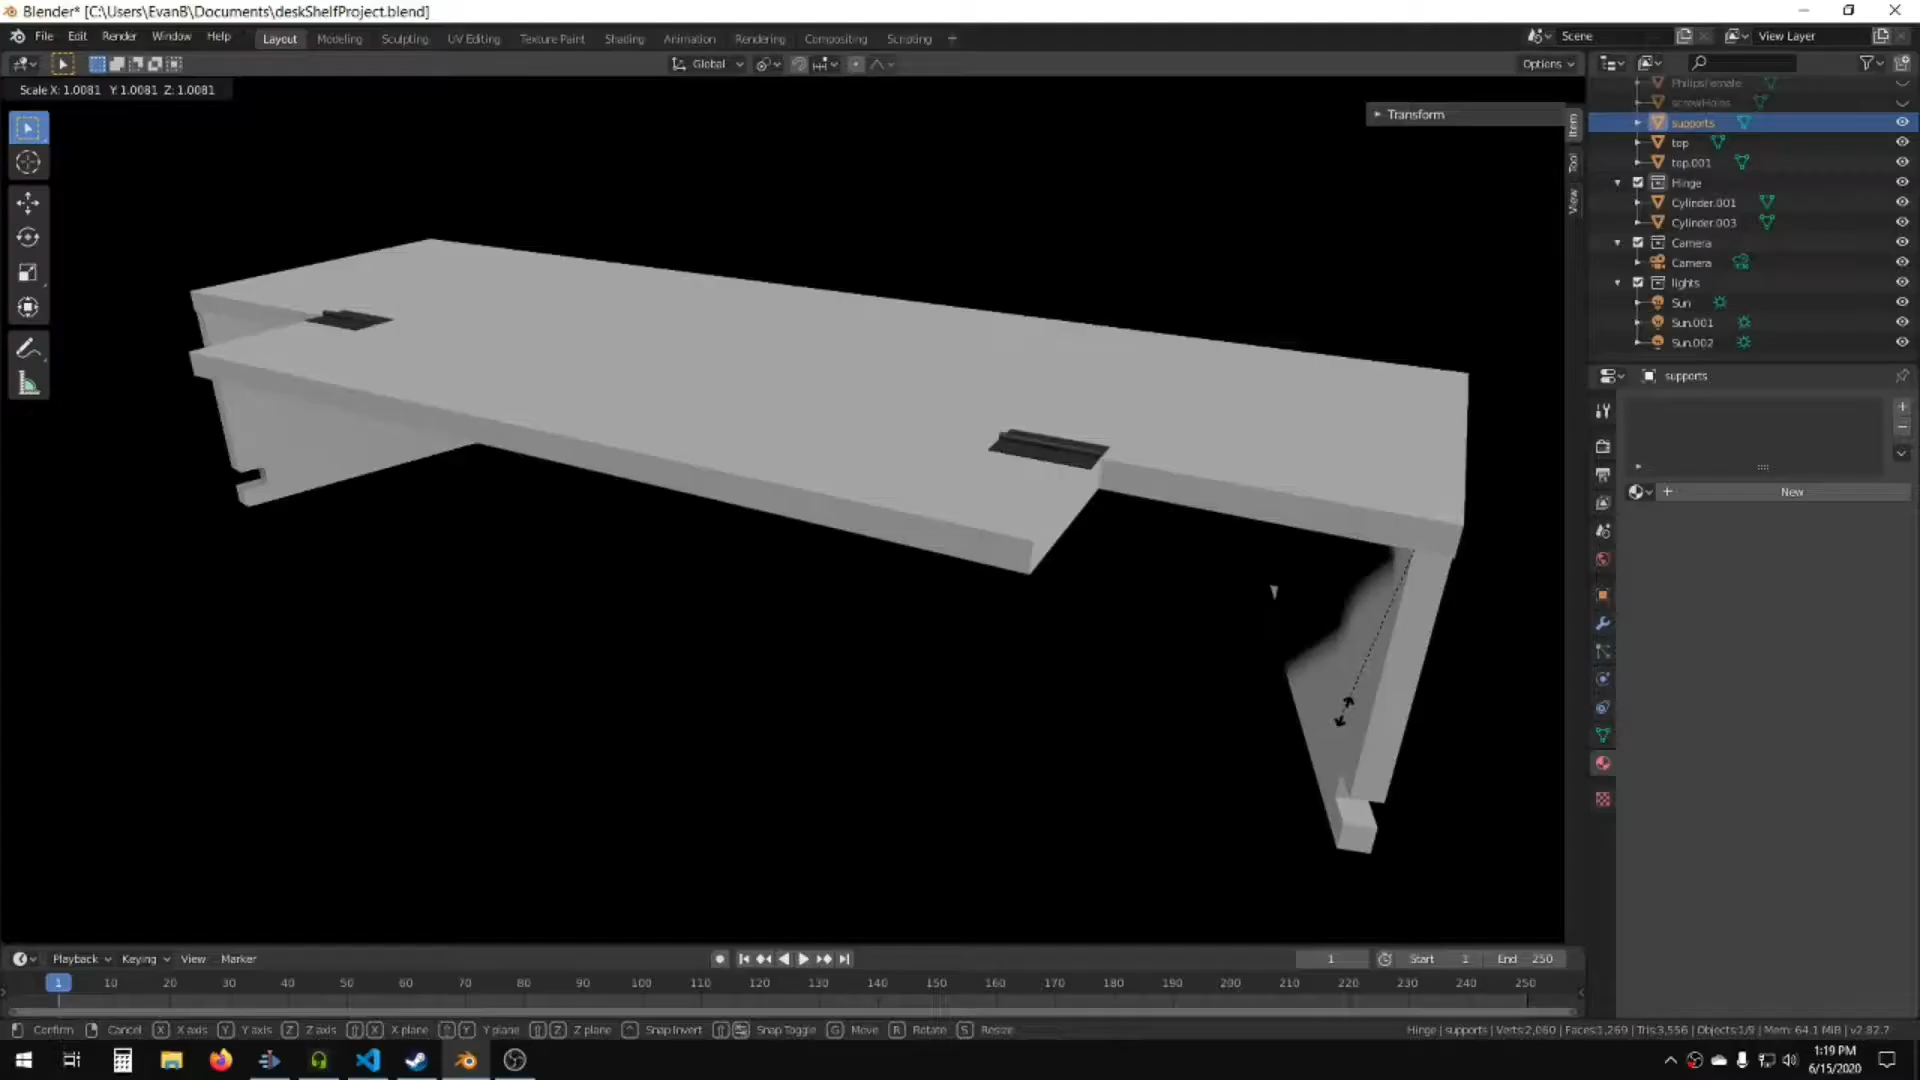 Blender* [C:\Users\EvanB\Documents\deskShelfProject.blend]
File Edit Render Window Help Layout Modeling Sculpting UV Editing Texture Paint Shading Animation Rendering Compositing Scripting + Scene View Layer
Global Options
Scale X: 1.0081 Y: 1.0081 Z: 1.0081
Transform
Item
Tool
View
PhilipsFemale
screwHoles
supports
top
top.001
Hinge
Cylinder.001
Cylinder.003
Camera
Camera
lights
Sun
Sun.001
Sun.002
supports
New
Playback Keying View Marker 1 Start 1 End 250
1 10 20 30 40 50 60 70 80 90 100 110 120 130 140 150 160 170 180 190 200 210 220 230 240 250
Confirm Cancel X X axis Y Y axis Z Z axis X X plane Y Y plane Z Z plane Snap Invert Snap Toggle G Move R Rotate S Resize Hinge | supports | Verts:2,060 | Faces:1,269 | Tris:3,556 | Objects:1/9 | Mem: 64.1 MiB | v2.82.7
1:19 PM
6/15/2020